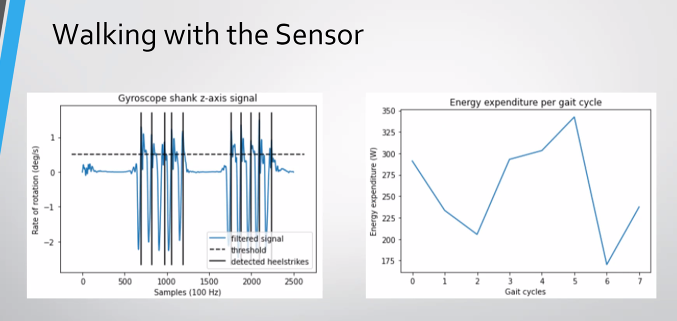 Walking with the Sensor
Gyroscope shank z-axis signal
Rate of rotation (deg/s)
1
0
−1
−2
filtered signal
threshold
detected heelstrikes
0 500 1000 1500 2000 2500
Samples (100 Hz)
Energy expenditure per gait cycle
Energy expenditure (W)
350
325
300
275
250
225
200
175
0 1 2 3 4 5 6 7
Gait cycles